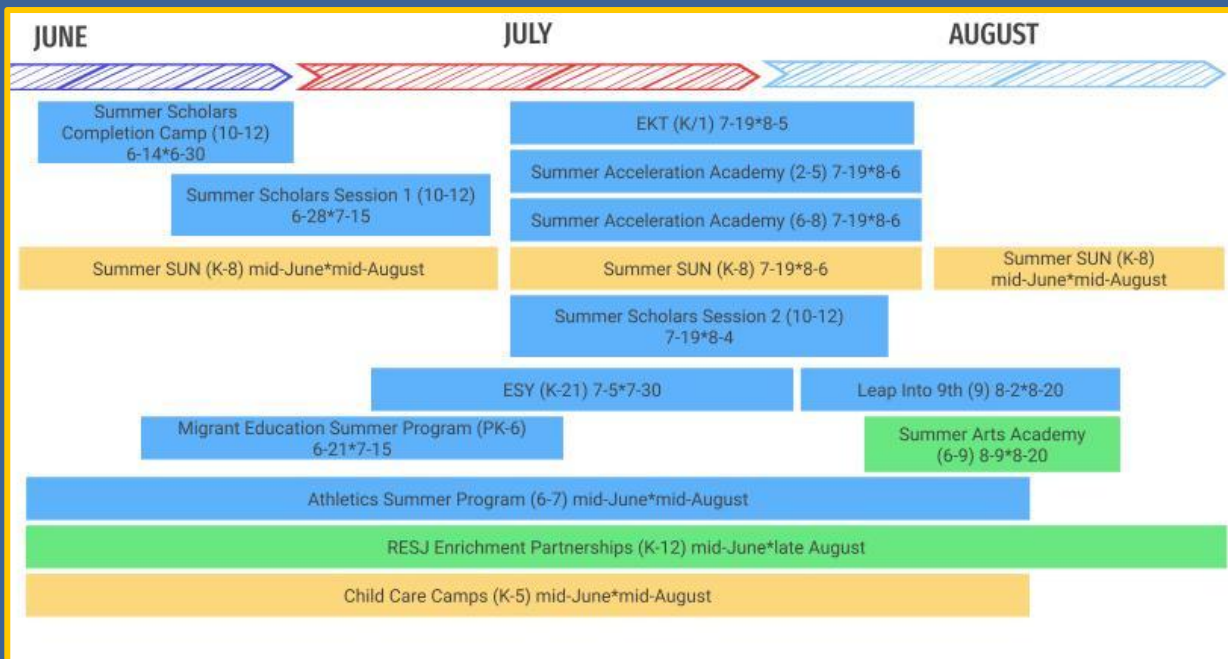 JUNE
JULY
AUGUST
Summer Scholars
Completion Camp (10-12)
6-14*6-30
EKT (K/1) 7-19*8-5
Summer Acceleration Academy (2-5) 7-19*8-6
Summer Scholars Session 1 (10-12)
6-28*7-15
Summer Acceleration Academy (6-8) 7-19*8-6
Summer SUN (K-8) mid-June*mid-August
Summer SUN (K-8) 7-19*8-6
Summer SUN (K-8)
mid-June*mid-August
Summer Scholars Session 2 (10-12)
7-19*8-4
ESY (K-21) 7-5*7-30
Leap Into 9th (9) 8-2*8-20
Migrant Education Summer Program (PK-6)
6-21*7-15
Summer Arts Academy
(6-9) 8-9*8-20
Athletics Summer Program (6-7) mid-June*mid-August
RESJ Enrichment Partnerships (K-12) mid-June*late August
Child Care Camps (K-5) mid-June*mid-August